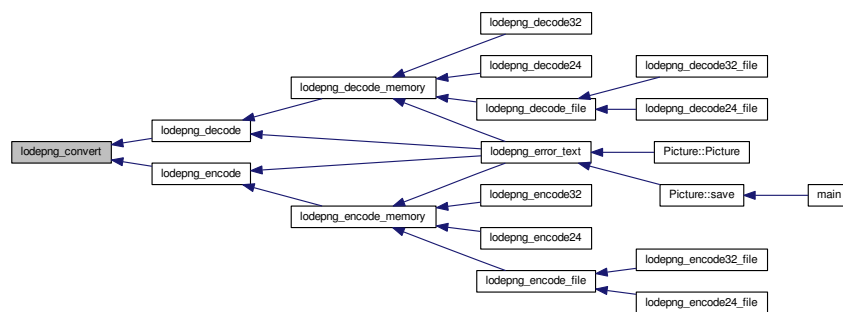 lodepng_decode32
lodepng_decode24
lodepng_decode32_file
lodepng_decode_memory
lodepng_decode_file
lodepng_decode24_file
lodepng_decode
lodepng_convert
lodepng_error_text
Picture::Picture
lodepng_encode
Picture::save
main
lodepng_encode32
lodepng_encode_memory
lodepng_encode24
lodepng_encode32_file
lodepng_encode_file
lodepng_encode24_file